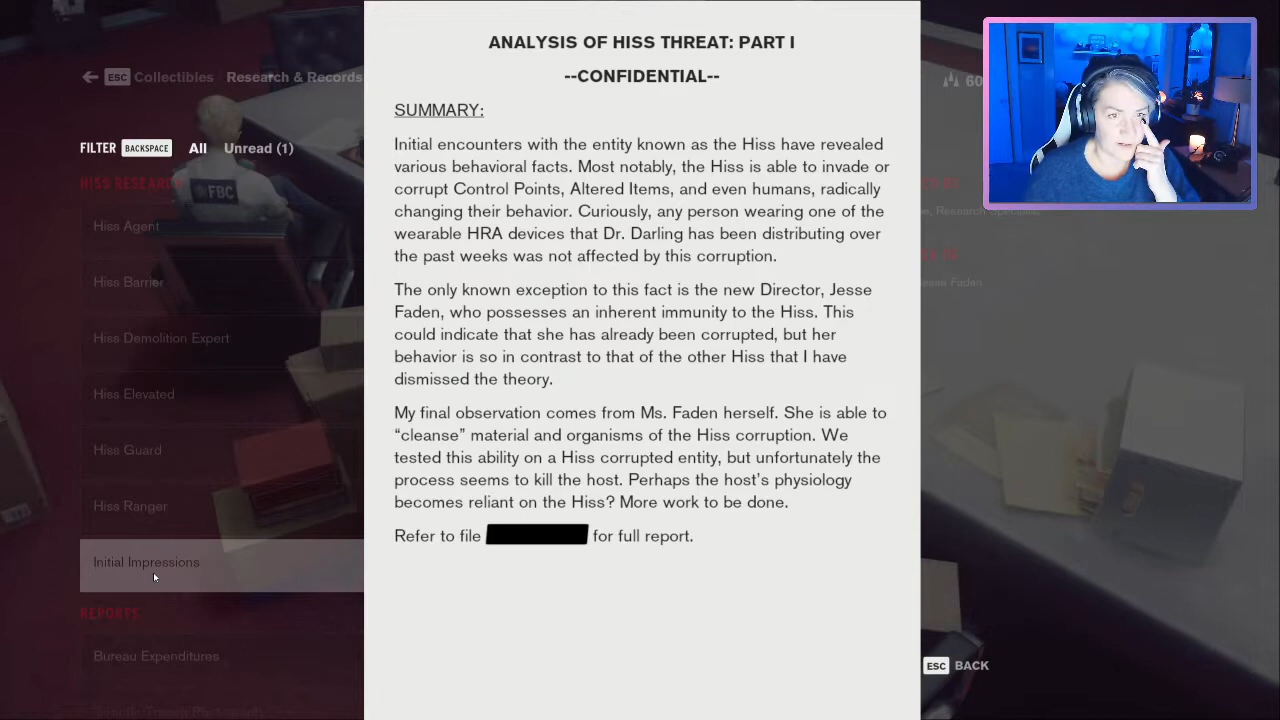 ANALYSIS OF HISS THREAT: PART I
--CONFIDENTIAL--
ESC Collectibles Research & Records
60
SUMMARY:
FILTER BACKSPACE All Unread (1)
FBC
HISS RESEARCH
Hiss Agent
Hiss Barrier
Hiss Demolition Expert
Hiss Elevated
Hiss Guard
Hiss Ranger
Initial Impressions
REPORTS
Bureau Expenditures
Initial encounters with the entity known as the Hiss have revealed
various behavioral facts. Most notably, the Hiss is able to invade or
corrupt Control Points, Altered Items, and even humans, radically
changing their behavior. Curiously, any person wearing one of the
wearable HRA devices that Dr. Darling has been distributing over
the past weeks was not affected by this corruption.
The only known exception to this fact is the new Director, Jesse
Faden, who possesses an inherent immunity to the Hiss. This
could indicate that she has already been corrupted, but her
behavior is so in contrast to that of the other Hiss that I have
dismissed the theory.
My final observation comes from Ms. Faden herself. She is able to
“cleanse” material and organisms of the Hiss corruption. We
tested this ability on a Hiss corrupted entity, but unfortunately the
process seems to kill the host. Perhaps the host's physiology
becomes reliant on the Hiss? More work to be done.
Refer to file for full report.
Research Specialist
Jesse Faden
ESC BACK